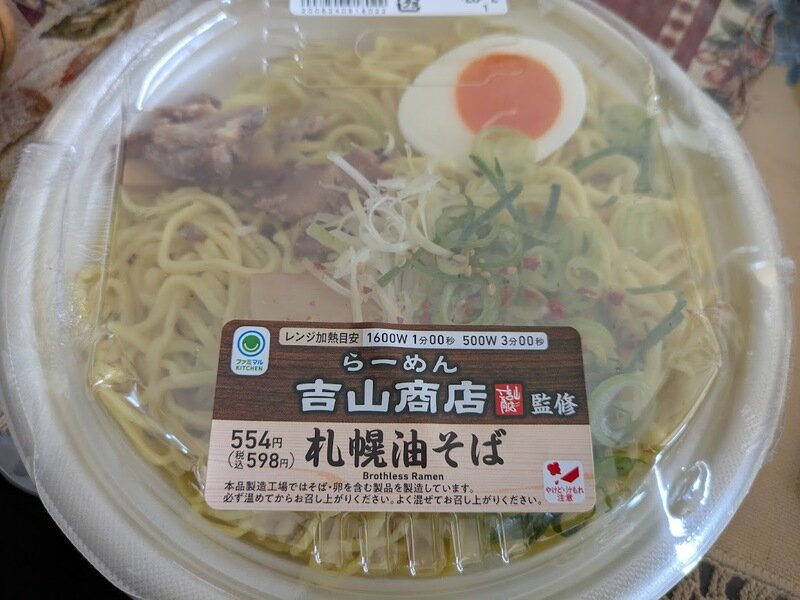 2008240818022
ファミマル
KITCHEN
レンジ加熱目安 1600W 1分00秒 500W 3分00秒
らーめん
吉山商店 監修
554円
(税込598円)
札幌油そば
Brothless Ramen
本品製造工場ではそば・卵を含む製品を製造しています。
必ず温めてからお召し上がりください。よく混ぜてお召し上がりください。
やけど・汁もれ
注意